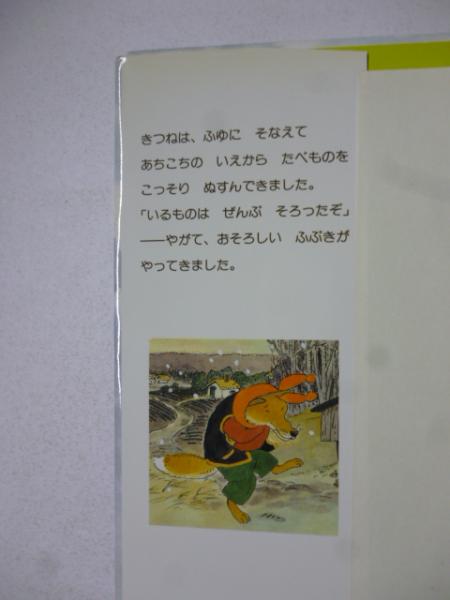 きつねは、ふゆに　そなえて
あちこちの　いえから　たべものを
こっそり　ぬすんできました。
「いるものは　ぜんぶ　そろったぞ」
──やがて、おそろしい　ふぶきが
やってきました。